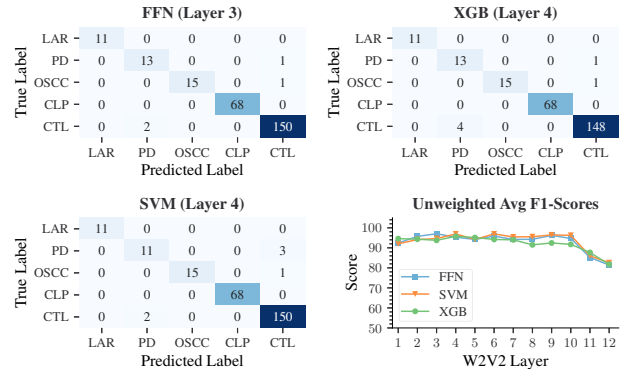 FFN (Layer 3)
True Label
LAR 11 0 0 0 0
PD 0 13 0 0 1
OSCC 0 0 15 0 1
CLP 0 0 0 68 0
CTL 0 2 0 0 150
LAR PD OSCC CLP CTL
Predicted Label
XGB (Layer 4)
True Label
LAR 11 0 0 0 0
PD 0 13 0 0 1
OSCC 0 0 15 0 1
CLP 0 0 0 68 0
CTL 0 4 0 0 148
LAR PD OSCC CLP CTL
Predicted Label
SVM (Layer 4)
True Label
LAR 11 0 0 0 0
PD 0 11 0 0 3
OSCC 0 0 15 0 1
CLP 0 0 0 68 0
CTL 0 2 0 0 150
LAR PD OSCC CLP CTL
Predicted Label
Unweighted Avg F1-Scores
Score
100
90
80
70
60
50
FFN
SVM
XGB
1 2 3 4 5 6 7 8 9 10 11 12
W2V2 Layer